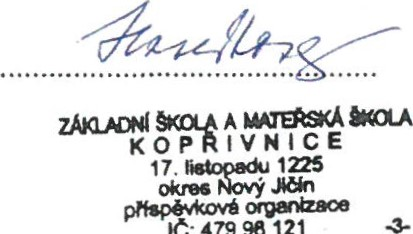 ZÁKLADNÍ ŠKOLA A MATEŘSKÁ ŠKOLA
KOPŘIVNICE
17. listopadu 1225
okres Nový Jičín
příspěvková organizace
IČ: 479 98 121 -3-